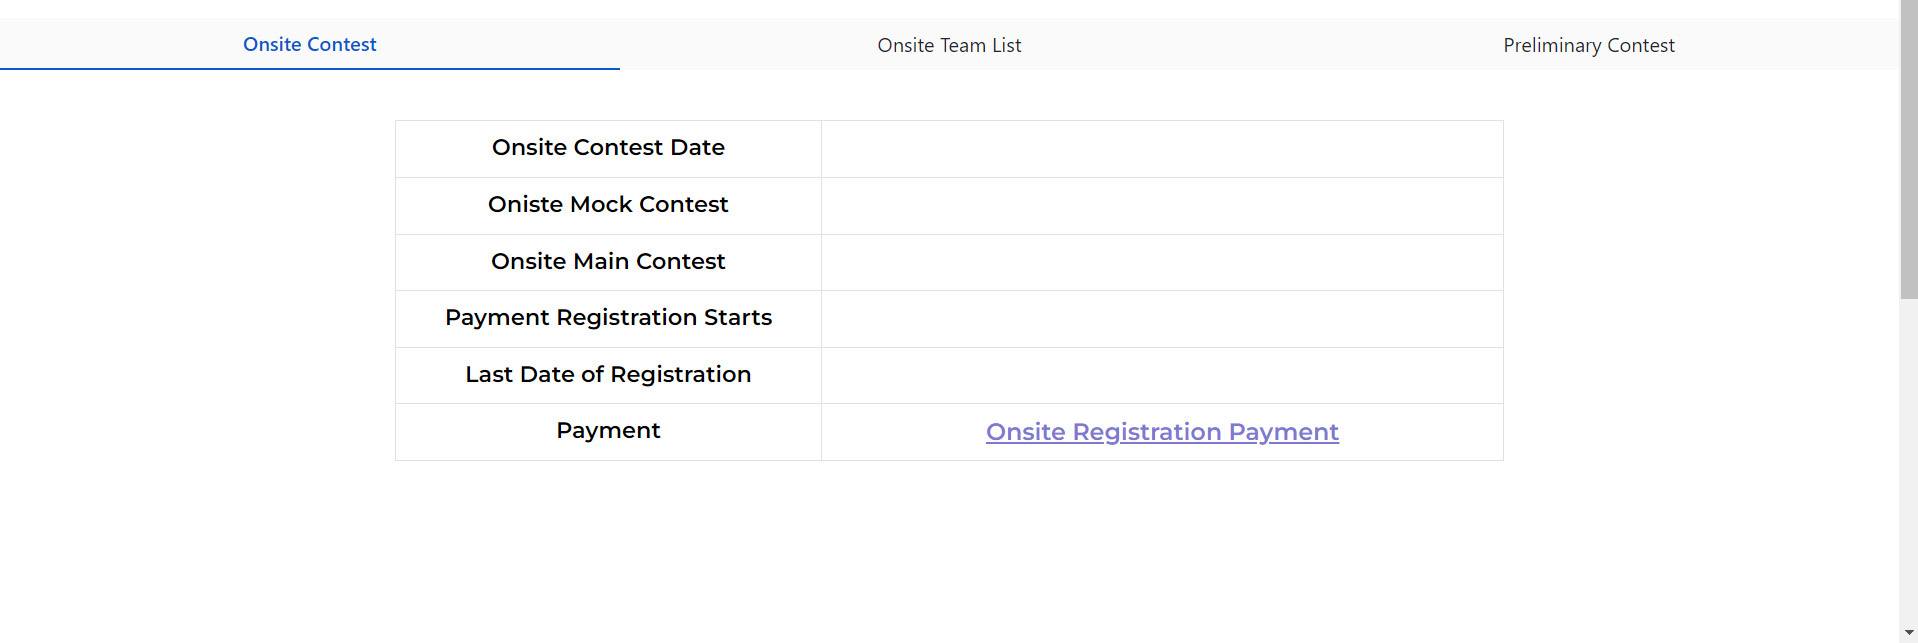 Onsite Contest
Onsite Team List
Preliminary Contest
Onsite Contest Date
Oniste Mock Contest
Onsite Main Contest
Payment Registration Starts
Last Date of Registration
Payment
Onsite Registration Payment